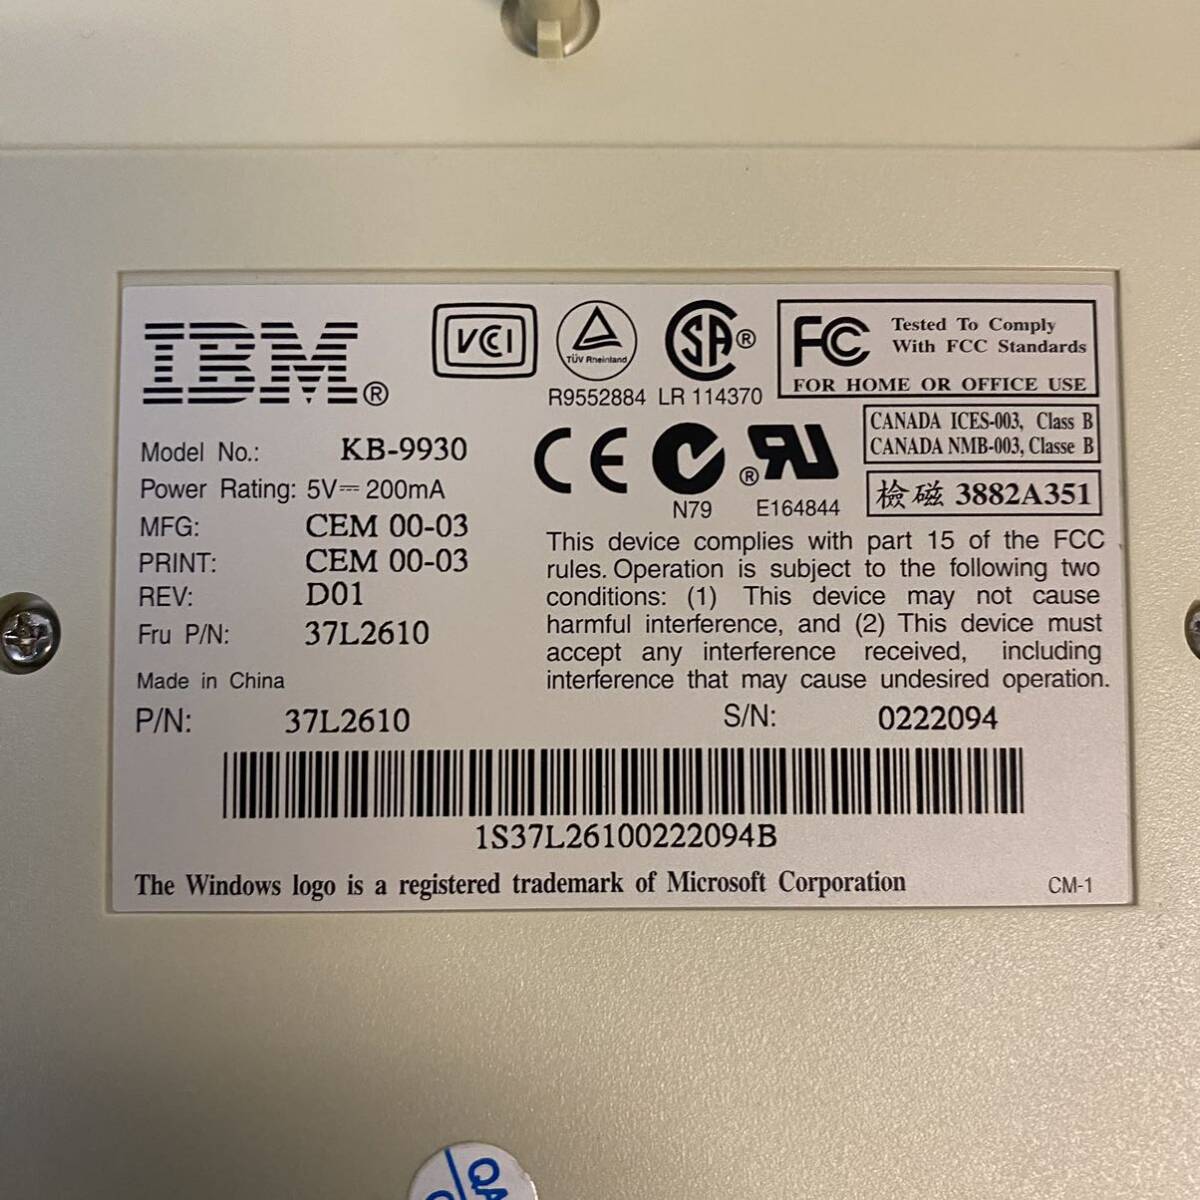 IBM®
VCI
TÜV Rheinland
R9552884
SA®
LR 114370
FC
Tested To Comply
With FCC Standards
FOR HOME OR OFFICE USE
Model No.: KB-9930
Power Rating: 5V⎓200mA
MFG: CEM 00-03
PRINT: CEM 00-03
REV: D01
Fru P/N: 37L2610
Made in China
CE
N79
®RU
E164844
CANADA ICES-003, Class B
CANADA NMB-003, Classe B
檢磁 3882A351
This device complies with part 15 of the FCC
rules. Operation is subject to the following two
conditions: (1) This device may not cause
harmful interference, and (2) This device must
accept any interference received, including
interference that may cause undesired operation.
P/N: 37L2610
S/N: 0222094
1S37L26100222094B
The Windows logo is a registered trademark of Microsoft Corporation
CM-1